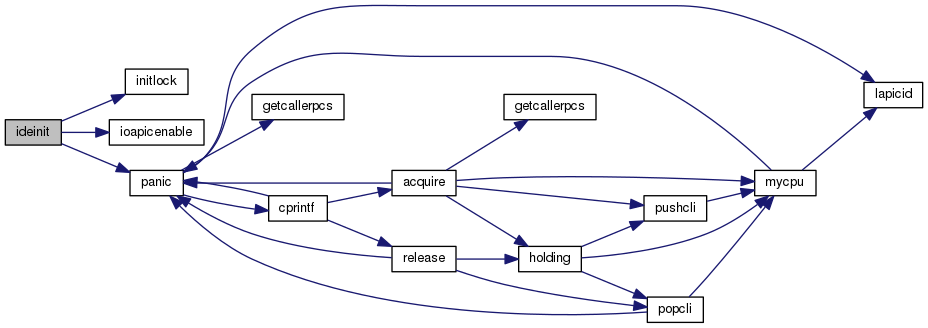 ideinit
initlock
ioapicenable
panic
getcallerpcs
cprintf
acquire
release
getcallerpcs
holding
pushcli
popcli
mycpu
lapicid